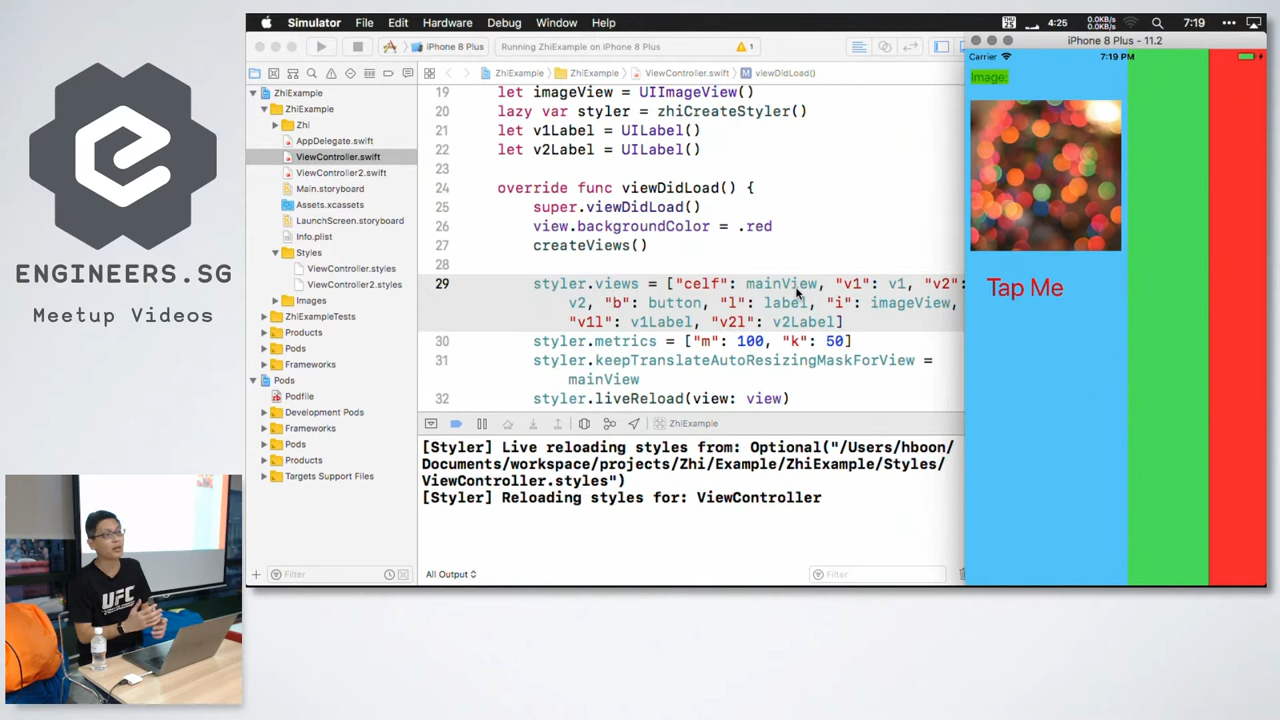 ENGINEERS.SG
Meetup Videos
UFC
Simulator File Edit Hardware Debug Window Help
THU 25 4:25 0.0KB/s 0.0KB/s 7:19
iPhone 8 Plus
Running ZhiExample on iPhone 8 Plus
1
ZhiExample ZhiExample ViewController.swift M viewDidLoad()
ZhiExample
ZhiExample
Zhi
AppDelegate.swift
ViewController.swift
ViewController2.swift
Main.storyboard
Assets.xcassets
LaunchScreen.storyboard
Info.plist
Styles
ViewController.styles
ViewController2.styles
Images
ZhiExampleTests
Products
Pods
Frameworks
Pods
Podfile
Development Pods
Frameworks
Pods
Products
Targets Support Files
Filter
19 let imageView = UIImageView()
20 lazy var styler = zhiCreateStyler()
21 let v1Label = UILabel()
22 let v2Label = UILabel()
23
24 override func viewDidLoad() {
25 super.viewDidLoad()
26 view.backgroundColor = .red
27 createViews()
28
29 styler.views = ["celf": mainView, "v1": v1, "v2":
v2, "b": button, "l": label, "i": imageView,
"v1l": v1Label, "v2l": v2Label]
30 styler.metrics = ["m": 100, "k": 50]
31 styler.keepTranslateAutoResizingMaskForView =
mainView
32 styler.liveReload(view: view)
ZhiExample
[Styler] Live reloading styles from: Optional("/Users/hboon/
Documents/workspace/projects/Zhi/Example/ZhiExample/Styles/
ViewController.styles")
[Styler] Reloading styles for: ViewController
All Output
Filter
iPhone 8 Plus - 11.2
Carrier 7:19 PM
Image:
Tap Me